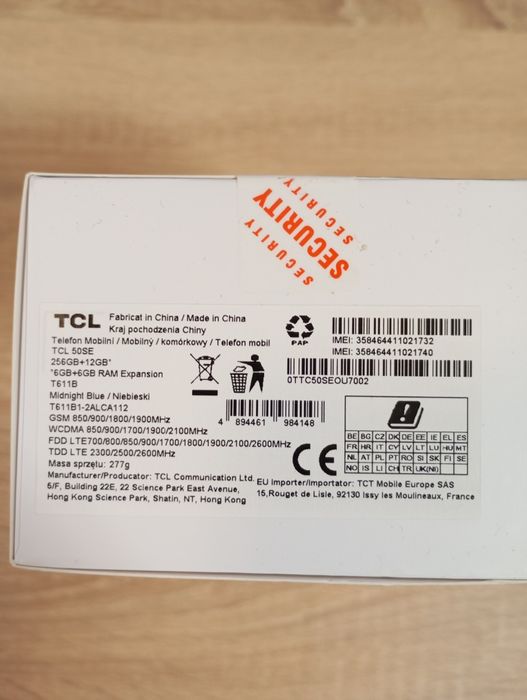 SECURITY
SECURITY
SECURITY
TCL
Fabricat in China / Made in China
Kraj pochodzenia Chiny
Telefon Mobilni / Mobilný / komórkowy / Telefon mobil
TCL 50SE
256GB+12GB*
*6GB+6GB RAM Expansion
T611B
Midnight Blue / Niebieski
T611B1-2ALCA112
GSM 850/900/1800/1900MHz
WCDMA 850/900/1700/1900/2100MHz
FDD LTE700/800/850/900/1700/1800/1900/2100/2600MHz
TDD LTE 2300/2500/2600MHz
Masa sprzętu: 277g
Manufacturer/Producator: TCL Communication Ltd.
5/F, Building 22E, 22 Science Park East Avenue,
Hong Kong Science Park, Shatin, NT, Hong Kong
PAP
IMEI: 358464411021732
IMEI: 358464411021740
0TTC50SEOU7002
4 894461 984148
CE
BE BG CZ DK DE EE IE EL ES
FR HR IT CY LV LT LU HU MT
NL AT PL PT RO SI SK FI SE
NO IS LI CH TR UK(NI)
EU Importer/Importator: TCT Mobile Europe SAS
15,Rouget de Lisle, 92130 Issy les Moulineaux, France